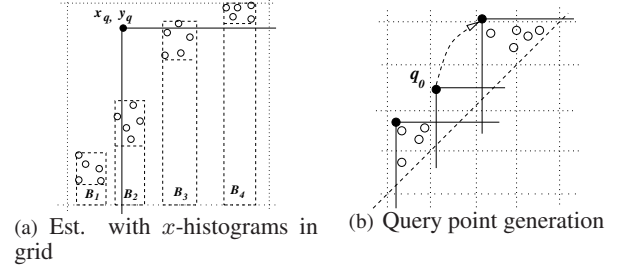 x_q, y_q
B_1
B_2
B_3
B_4
(a) Est. with x-histograms in
grid
q_0
(b) Query point generation